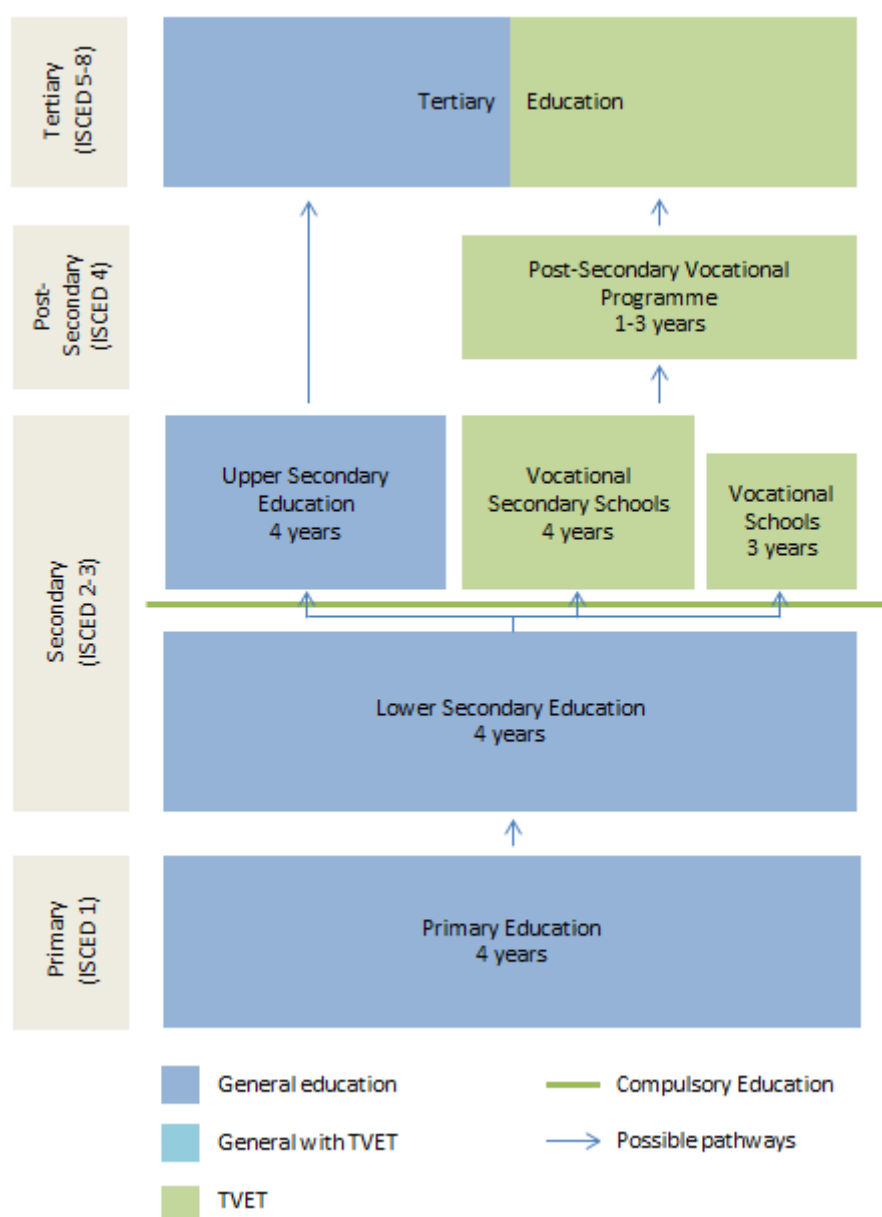 Tertiary
(ISCED 5-8)
Tertiary Education
Post-
Secondary
(ISCED 4)
Post-Secondary Vocational
Programme
1-3 years
Secondary
(ISCED 2-3)
Upper Secondary
Education
4 years
Vocational
Secondary Schools
4 years
Vocational
Schools
3 years
Lower Secondary Education
4 years
Primary
(ISCED 1)
Primary Education
4 years
General education
Compulsory Education
General with TVET
Possible pathways
TVET